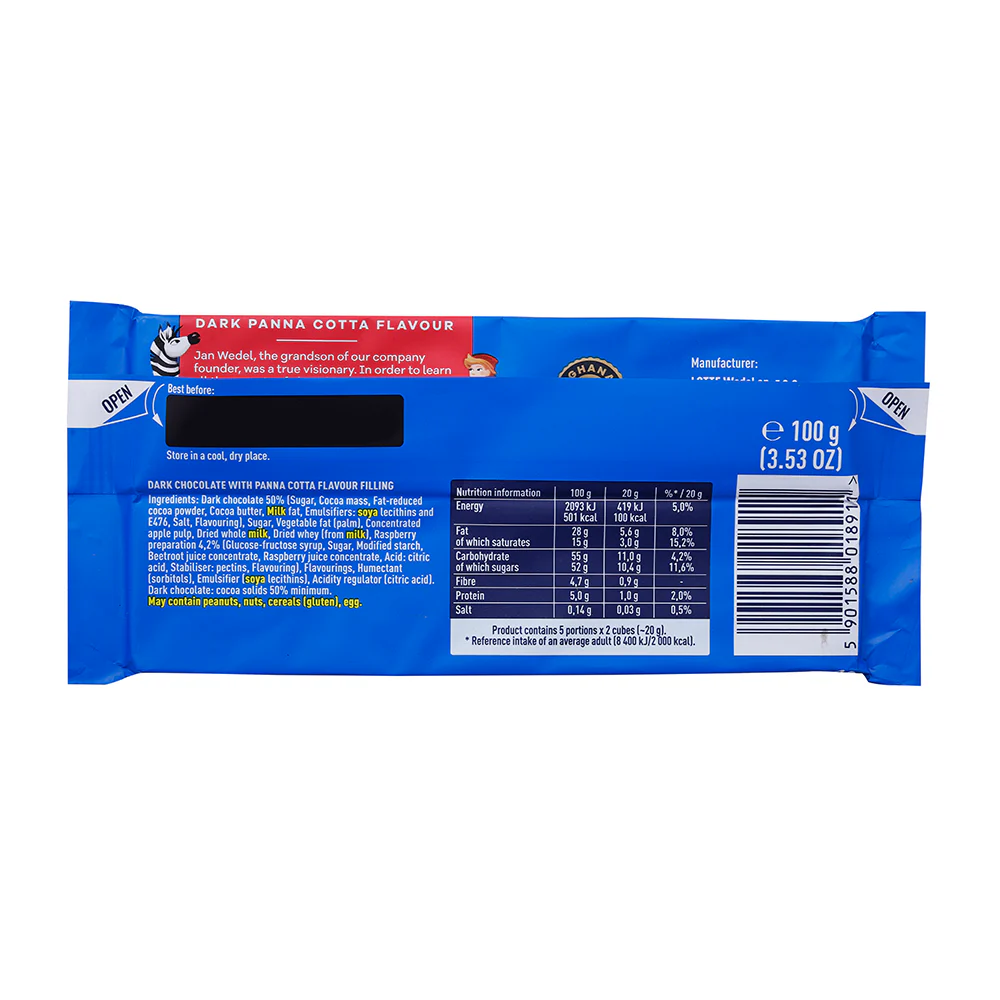 DARK PANNA COTTA FLAVOUR
Jan Wedel, the grandson of our company
founder, was a true visionary. In order to learn
GHANA
Manufacturer:
LOTTE Wedel sp. z o.o.
OPEN
Best before:
Store in a cool, dry place.
OPEN
℮ 100 g
(3.53 OZ)
DARK CHOCOLATE WITH PANNA COTTA FLAVOUR FILLING
Ingredients: Dark chocolate 50% (Sugar, Cocoa mass, Fat-reduced
cocoa powder, Cocoa butter, Milk fat, Emulsifiers: soya lecithins and
E476, Salt, Flavouring), Sugar, Vegetable fat (palm), Concentrated
apple pulp, Dried whole milk, Dried whey (from milk), Raspberry
preparation 4,2% (Glucose-fructose syrup, Sugar, Modified starch,
Beetroot juice concentrate, Raspberry juice concentrate, Acid: citric
acid, Stabiliser: pectins, Flavouring), Flavourings, Humectant
(sorbitols), Emulsifier (soya lecithins), Acidity regulator (citric acid).
Dark chocolate: cocoa solids 50% minimum.
May contain peanuts, nuts, cereals (gluten), egg.
Nutrition information 100 g 20 g %* / 20 g
Energy 2093 kJ 419 kJ 5,0%
501 kcal 100 kcal
Fat 28 g 5,6 g 8,0%
of which saturates 15 g 3,0 g 15,2%
Carbohydrate 55 g 11,0 g 4,2%
of which sugars 52 g 10,4 g 11,6%
Fibre 4,7 g 0,9 g -
Protein 5,0 g 1,0 g 2,0%
Salt 0,14 g 0,03 g 0,5%
Product contains 5 portions x 2 cubes (~20 g).
* Reference intake of an average adult (8 400 kJ/2 000 kcal).
5 901588 018911 >